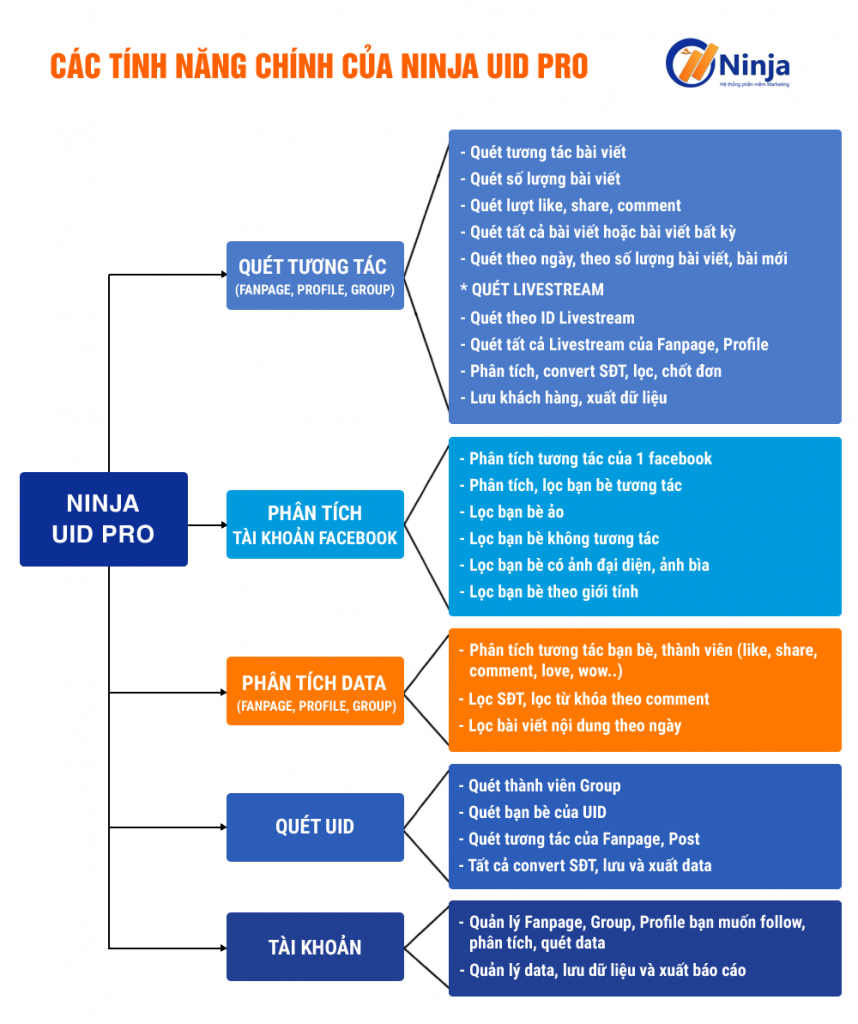 CÁC TÍNH NĂNG CHÍNH CỦA NINJA UID PRO
Ninja
Hệ thống phần mềm Marketing
- Quét tương tác bài viết
- Quét số lượng bài viết
- Quét lượt like, share, comment
- Quét tất cả bài viết hoặc bài viết bất kỳ
- Quét theo ngày, theo số lượng bài viết, bài mới
* QUÉT LIVESTREAM
- Quét theo ID Livestream
- Quét tất cả Livestream của Fanpage, Profile
- Phân tích, convert SĐT, lọc, chốt đơn
- Lưu khách hàng, xuất dữ liệu
QUÉT TƯƠNG TÁC
(FANPAGE, PROFILE, GROUP)
NINJA
UID PRO
PHÂN TÍCH
TÀI KHOẢN FACEBOOK
- Phân tích tương tác của 1 facebook
- Phân tích, lọc bạn bè tương tác
- Lọc bạn bè ảo
- Lọc bạn bè không tương tác
- Lọc bạn bè có ảnh đại diện, ảnh bìa
- Lọc bạn bè theo giới tính
PHÂN TÍCH DATA
(FANPAGE, PROFILE, GROUP)
- Phân tích tương tác bạn bè, thành viên (like, share,
comment, love, wow..)
- Lọc SĐT, lọc từ khóa theo comment
- Lọc bài viết nội dung theo ngày
QUÉT UID
- Quét thành viên Group
- Quét bạn bè của UID
- Quét tương tác của Fanpage, Post
- Tất cả convert SĐT, lưu và xuất data
TÀI KHOẢN
- Quản lý Fanpage, Group, Profile bạn muốn follow,
phân tích, quét data
- Quản lý data, lưu dữ liệu và xuất báo cáo